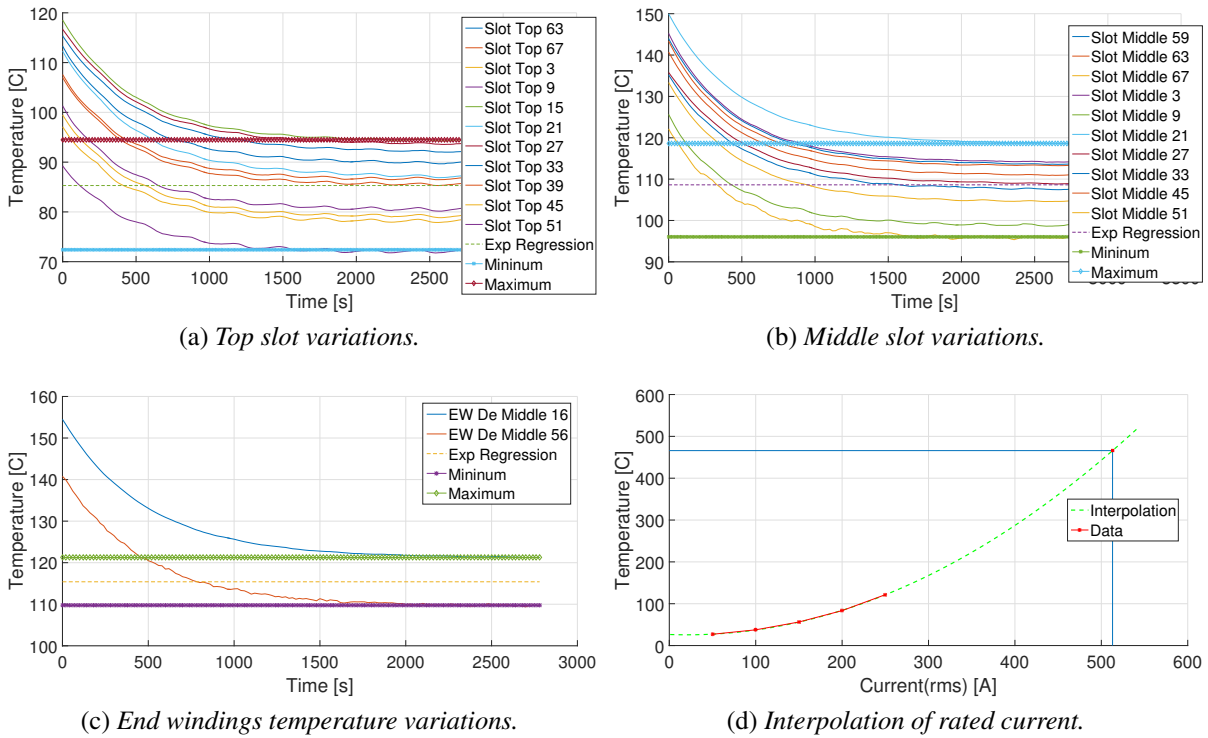 120
110
100
90
80
70
Temperature [C]
0
500
1000
1500
2000
2500
Time [s]
Slot Top 63
Slot Top 67
Slot Top 3
Slot Top 9
Slot Top 15
Slot Top 21
Slot Top 27
Slot Top 33
Slot Top 39
Slot Top 45
Slot Top 51
Exp Regression
Mininum
Maximum
(a) Top slot variations.
150
140
130
120
110
100
90
Temperature [C]
0
500
1000
1500
2000
2500
Time [s]
Slot Middle 59
Slot Middle 63
Slot Middle 67
Slot Middle 3
Slot Middle 9
Slot Middle 21
Slot Middle 27
Slot Middle 33
Slot Middle 45
Slot Middle 51
Exp Regression
Mininum
Maximum
(b) Middle slot variations.
160
150
140
130
120
110
100
Temperature [C]
0
500
1000
1500
2000
2500
3000
Time [s]
EW De Middle 16
EW De Middle 56
Exp Regression
Mininum
Maximum
(c) End windings temperature variations.
600
500
400
300
200
100
0
Temperature [C]
0
100
200
300
400
500
600
Current(rms) [A]
Interpolation
Data
(d) Interpolation of rated current.